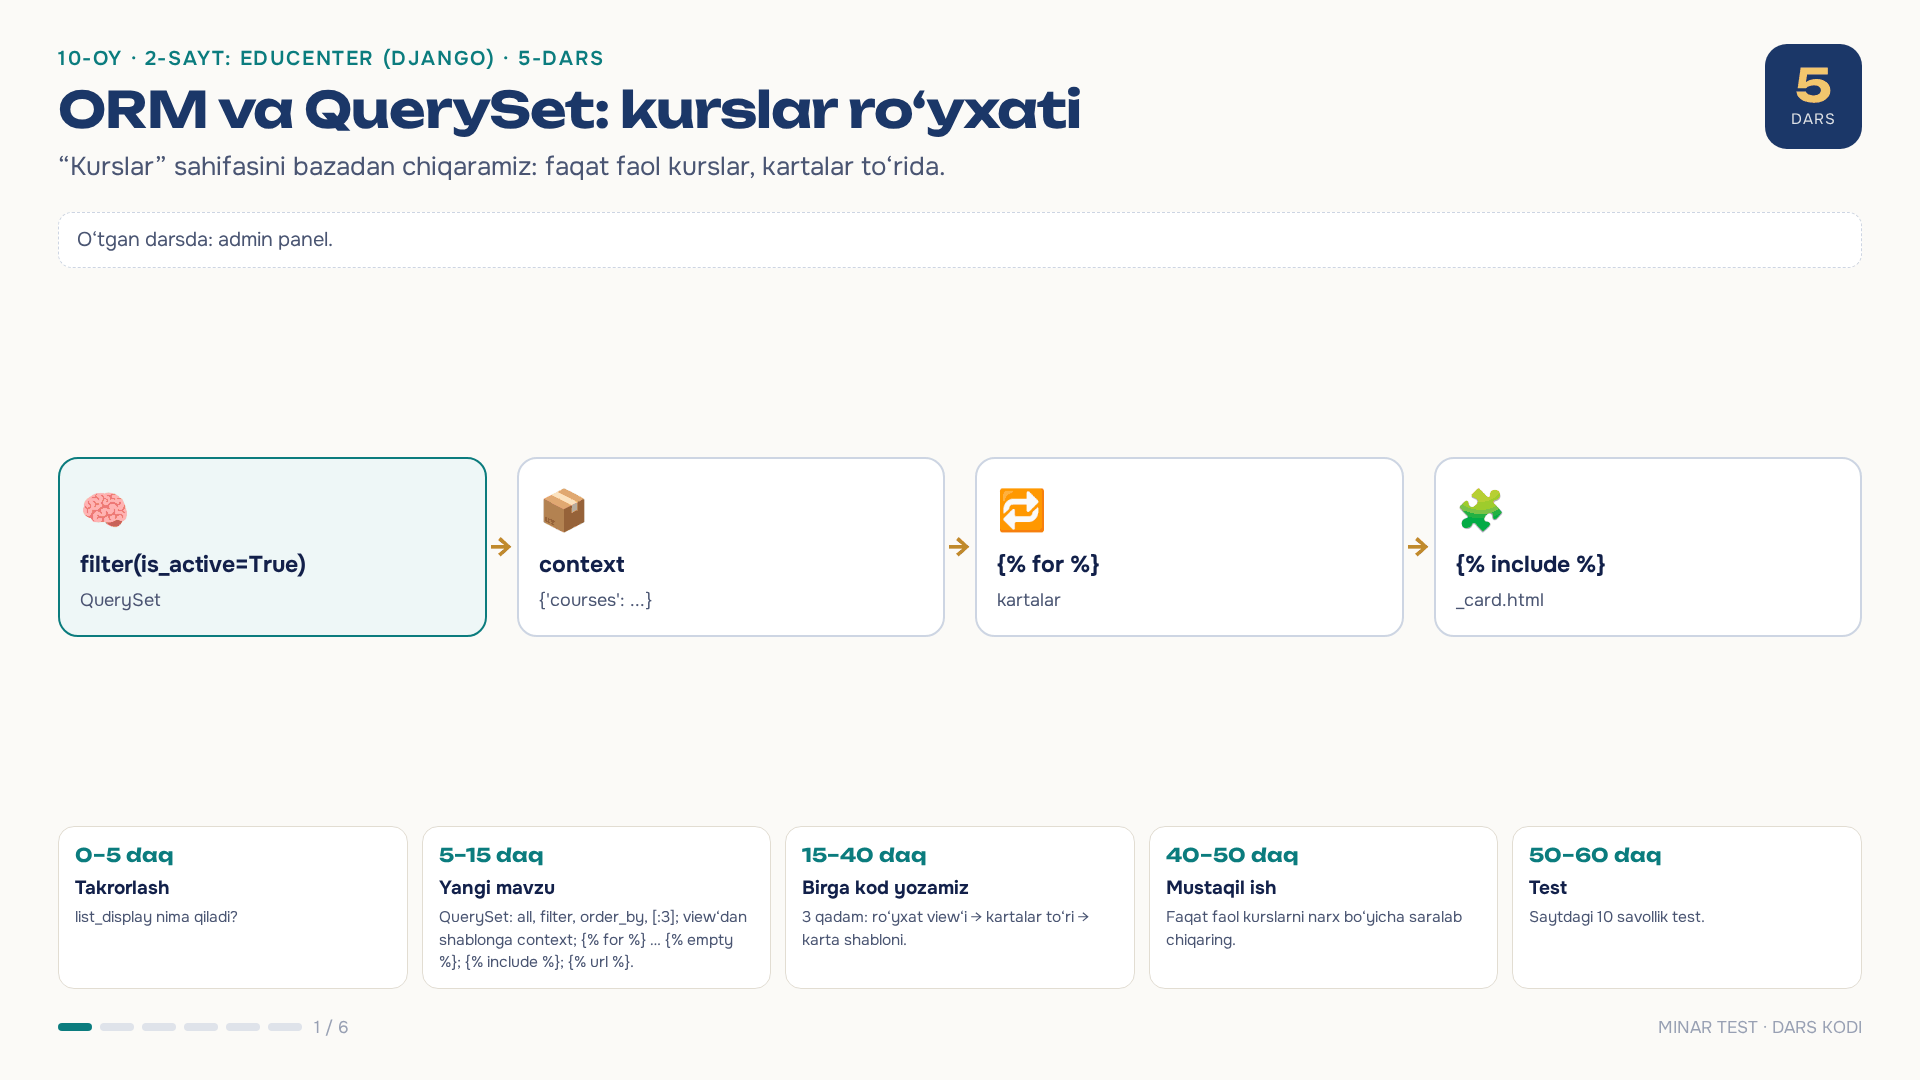 10-OY · 2-SAYT: EDUCENTER (DJANGO) · 5-DARS
ORM va QuerySet: kurslar ro‘yxati
“Kurslar” sahifasini bazadan chiqaramiz: faqat faol kurslar, kartalar to‘rida.
5
DARS
O‘tgan darsda: admin panel.
filter(is_active=True)
QuerySet
→
context
{'courses': ...}
→
{% for %}
kartalar
→
{% include %}
_card.html
0–5 daq
Takrorlash
list_display nima qiladi?
5–15 daq
Yangi mavzu
QuerySet: all, filter, order_by, [:3]; view‘dan
shablonga context; {% for %} … {% empty
%}; {% include %}; {% url %}.
15–40 daq
Birga kod yozamiz
3 qadam: ro‘yxat view‘i → kartalar to‘ri →
karta shabloni.
40–50 daq
Mustaqil ish
Faqat faol kurslarni narx bo‘yicha saralab
chiqaring.
50–60 daq
Test
Saytdagi 10 savollik test.
1 / 6
MINAR TEST · DARS KODI